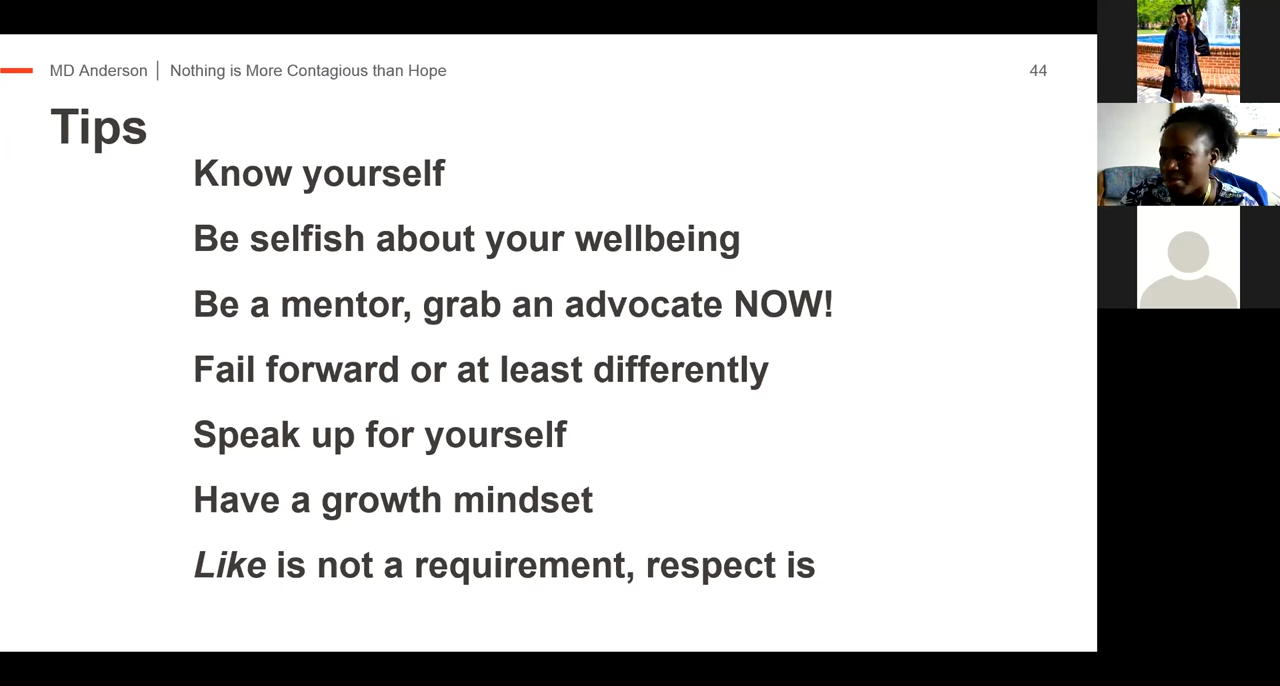 MD Anderson | Nothing is More Contagious than Hope
44
Tips
Know yourself
Be selfish about your wellbeing
Be a mentor, grab an advocate NOW!
Fail forward or at least differently
Speak up for yourself
Have a growth mindset
Like is not a requirement, respect is